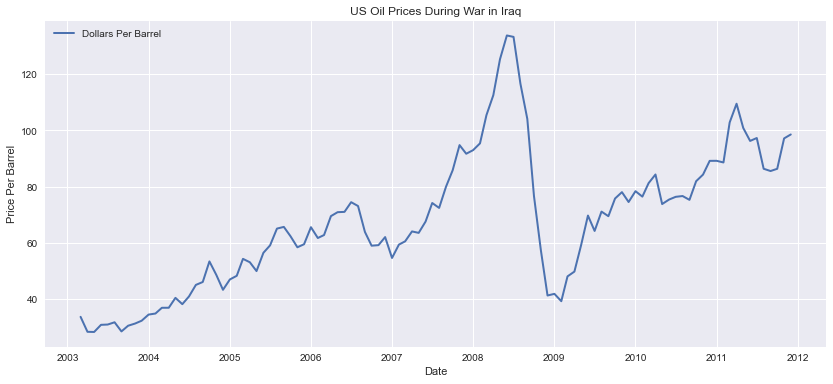 US Oil Prices During War in Iraq
Dollars Per Barrel
120
100
80
60
40
Price Per Barrel
2003 2004 2005 2006 2007 2008 2009 2010 2011 2012
Date